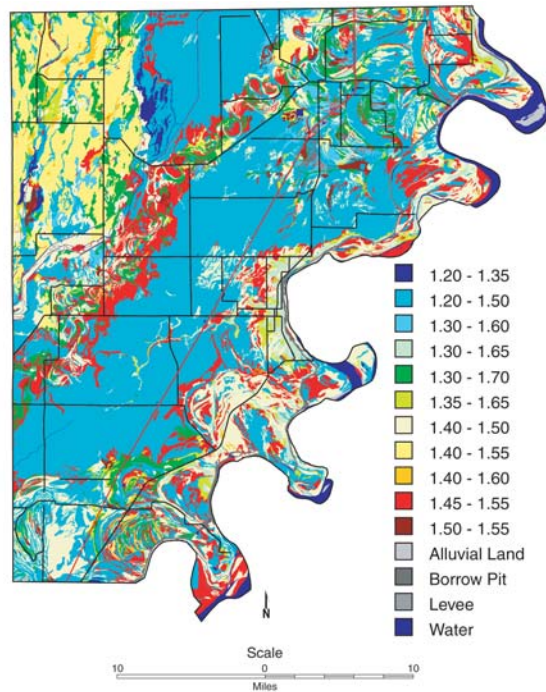 1.20 - 1.35
1.20 - 1.50
1.30 - 1.60
1.30 - 1.65
1.30 - 1.70
1.35 - 1.65
1.40 - 1.50
1.40 - 1.55
1.40 - 1.60
1.45 - 1.55
1.50 - 1.55
Alluvial Land
Borrow Pit
Levee
Water
N
Scale
10 0 10
Miles